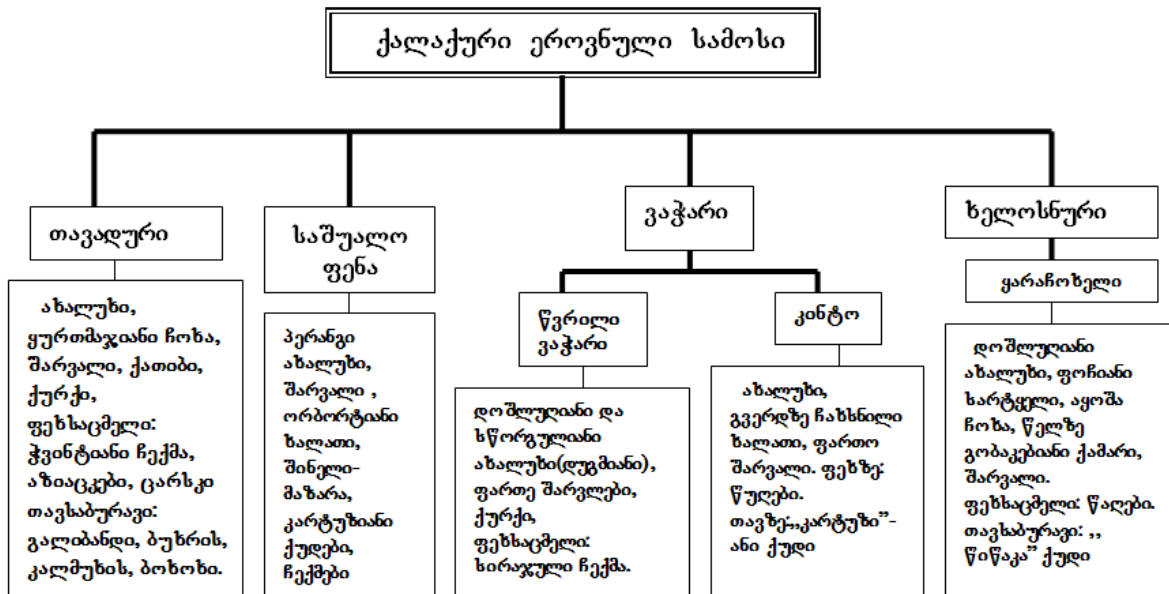 ქალაქური ეროვნული სამოსი
თავადური
ახალუხი,
ყურთმაჯიანი ჩოხა,
შარვალი, ქათიბი,
ქურქი,
ფეხსაცმელი:
ჭვინტიანი ჩექმა,
აზიაცკები, ცარსკი
თავსაბურავი:
გალიბანდი, ბუხრის,
კალმუხის, ბოხოხი.
საშუალო
ფენა
პერანგი
ახალუხი,
შარვალი ,
ორბორტიანი
ხალათი,
შინელი-
მაზარა,
კარტუზიანი
ქუდები,
ჩექმები
ვაჭარი
წვრილი
ვაჭარი
დოშლუღიანი და
სწორგულიანი
ახალუხი(დუგმიანი),
ფართე შარვლები,
ქურქი,
ფეხსაცმელი:
სირაჯული ჩექმა.
კინტო
ახალუხი,
გვერდზე ჩახსნილი
ხალათი, ფართო
შარვალი. ფეხზე:
წუღები.
თავზე:„კარტუზი”-
ანი ქუდი
ხელოსნური
ყარაჩოხელი
დოშლუღიანი
ახალუხი, ფოჩიანი
სარტყელი, აყოშა
ჩოხა, წელზე
გობაკებიანი ქამარი,
შარვალი.
ფეხსაცმელი: წაღები.
თავსაბურავი: ,,
წიწაკა” ქუდი